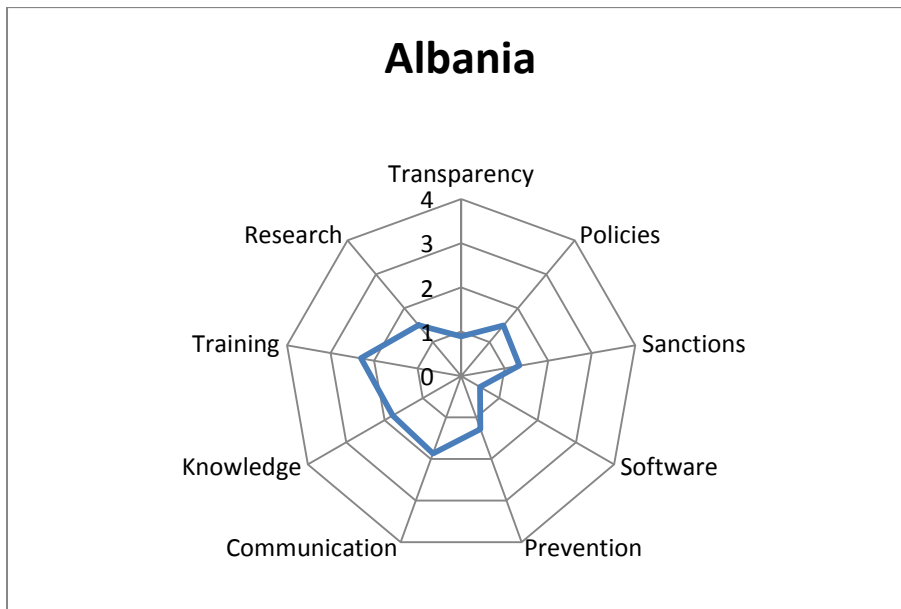 Albania
Transparency
4
Research
Policies
3
2
Training
1
Sanctions
0
Knowledge
Software
Communication
Prevention